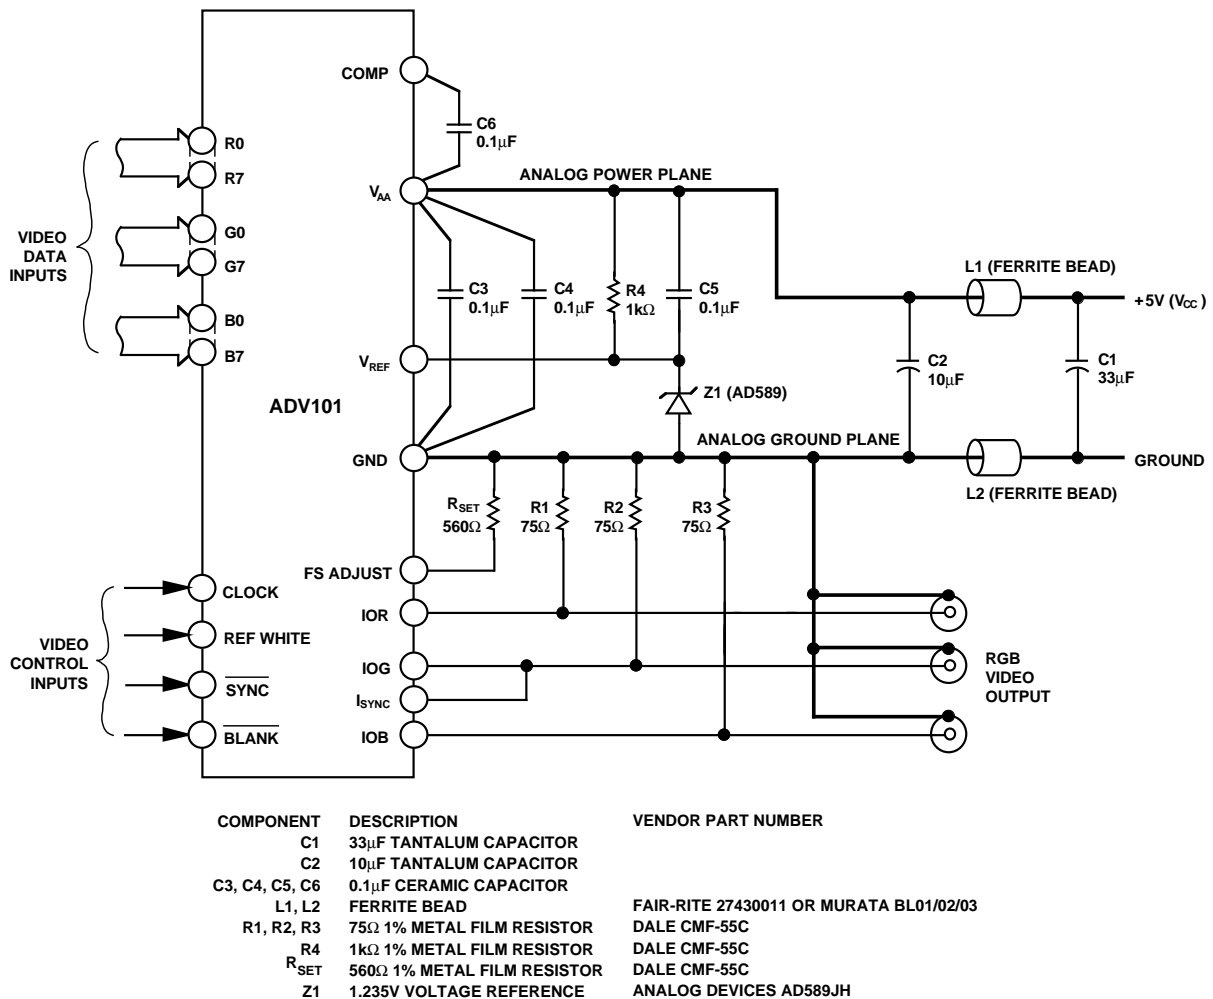 COMP
C6
0.1µF
R0
R7
ANALOG POWER PLANE
VAA
G0
G7
VIDEO
DATA
INPUTS
L1 (FERRITE BEAD)
C3
0.1µF
C4
0.1µF
R4
1kΩ
C5
0.1µF
+5V (VCC)
B0
B7
VREF
C2
10µF
C1
33µF
Z1 (AD589)
ADV101
ANALOG GROUND PLANE
GND
GROUND
L2 (FERRITE BEAD)
RSET
560Ω
R1
75Ω
R2
75Ω
R3
75Ω
FS ADJUST
CLOCK
IOR
VIDEO
CONTROL
INPUTS
REF WHITE
IOG
RGB
VIDEO
OUTPUT
SYNC
ISYNC
BLANK
IOB
COMPONENT DESCRIPTION VENDOR PART NUMBER
C1 33µF TANTALUM CAPACITOR
C2 10µF TANTALUM CAPACITOR
C3, C4, C5, C6 0.1µF CERAMIC CAPACITOR
L1, L2 FERRITE BEAD FAIR-RITE 27430011 OR MURATA BL01/02/03
R1, R2, R3 75Ω 1% METAL FILM RESISTOR DALE CMF-55C
R4 1kΩ 1% METAL FILM RESISTOR DALE CMF-55C
RSET 560Ω 1% METAL FILM RESISTOR DALE CMF-55C
Z1 1.235V VOLTAGE REFERENCE ANALOG DEVICES AD589JH